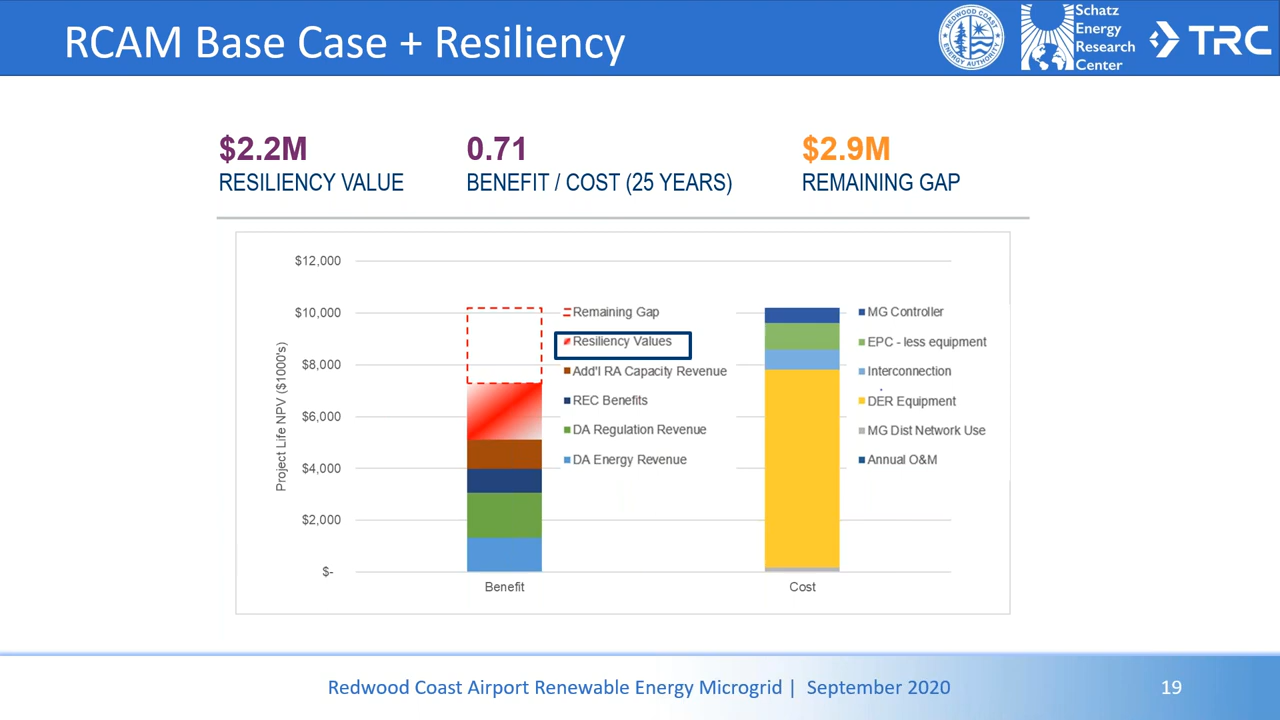 RCAM Base Case + Resiliency
REDWOOD COAST
ENERGY AUTHORITY
Schatz
Energy
Research
Center
TRC
$2.2M
RESILIENCY VALUE
0.71
BENEFIT / COST (25 YEARS)
$2.9M
REMAINING GAP
Project Life NPV ($1000's)
$12,000
$10,000
$8,000
$6,000
$4,000
$2,000
$-
Remaining Gap
Resiliency Values
Add'l RA Capacity Revenue
REC Benefits
DA Regulation Revenue
DA Energy Revenue
MG Controller
EPC - less equipment
Interconnection
DER Equipment
MG Dist Network Use
Annual O&M
Benefit
Cost
Redwood Coast Airport Renewable Energy Microgrid | September 2020
19